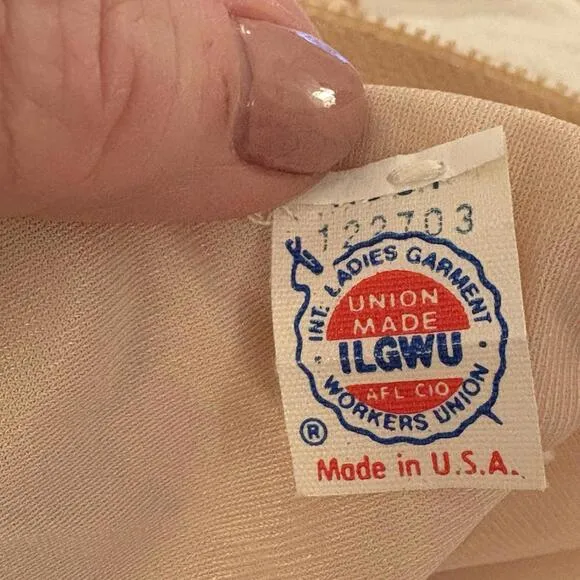 122703
INT. LADIES GARMENT
UNION
MADE
ILGWU
AFL CIO
WORKERS UNION
®
Made in U.S.A.